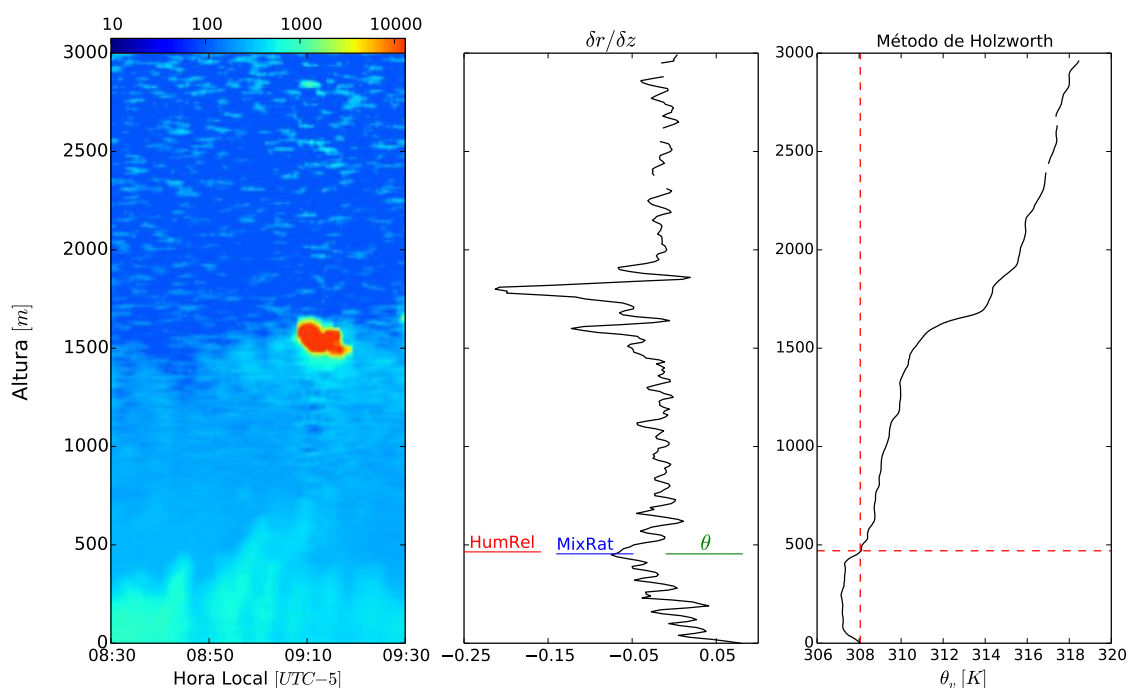 10 100 1000 10000
3000
2500
2000
1500
1000
500
0
Altura [m]
08:30 08:50 09:10 09:30
Hora Local [UTC−5]
δr/δz
HumRel MixRat θ
−0.25 −0.15 −0.05 0.05
Método de Holzworth
3000
2500
2000
1500
1000
500
0
306 308 310 312 314 316 318 320
θv [K]